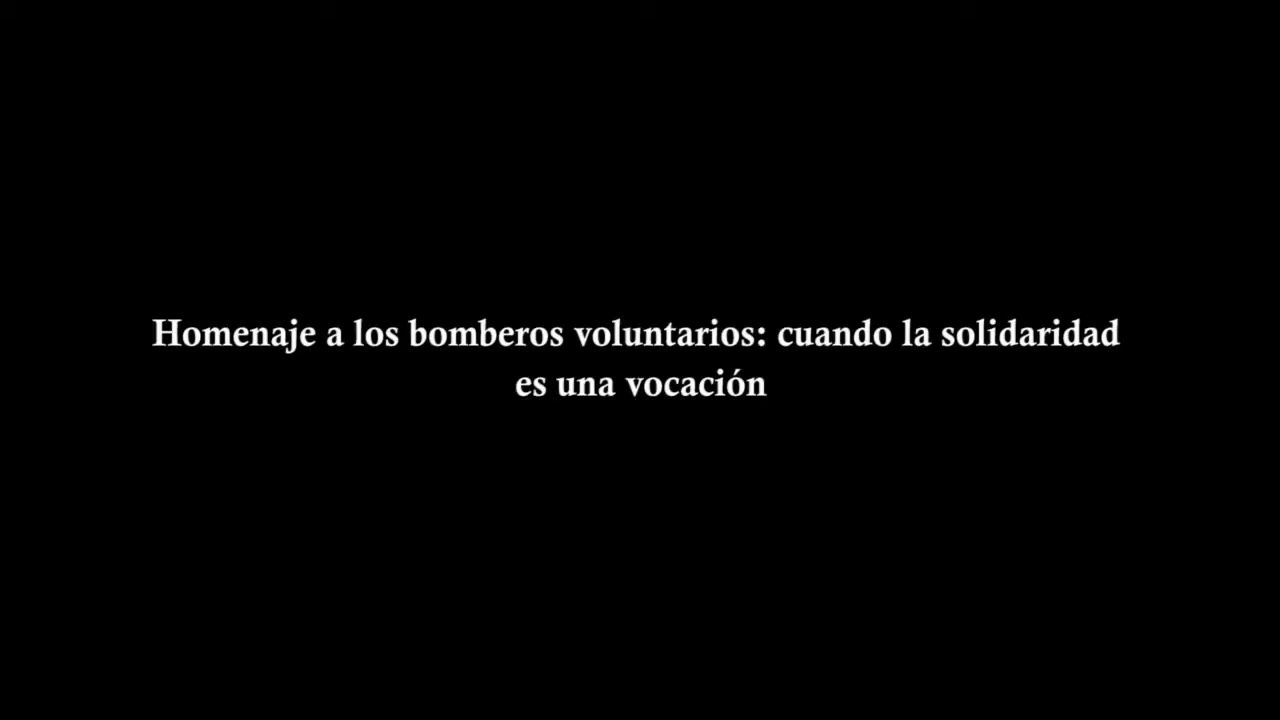 Homenaje a los bomberos voluntarios: cuando la solidaridad
es una vocación